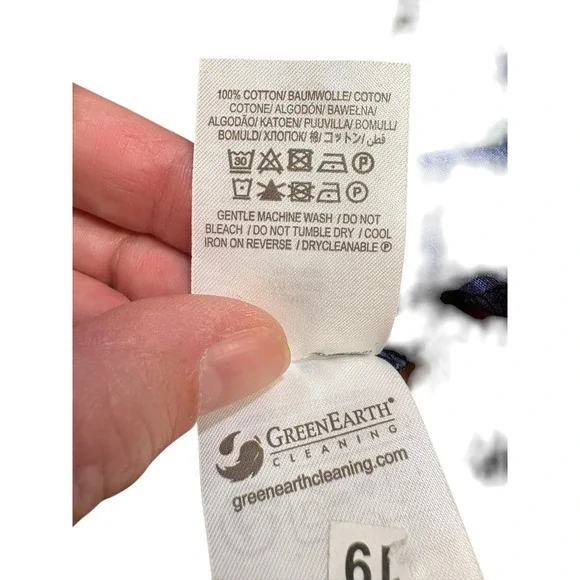 100% COTTON/ BAUMWOLLE/ COTON/
COTONE/ ALGODÓN/ BAWEŁNA/
ALGODÃO/ KATOEN/ PUUVILLA/ BOMULL/
BOMULD/ ХЛОПОК/ 棉/ コットン/ قطن/
30 P
P
GENTLE MACHINE WASH / DO NOT
BLEACH / DO NOT TUMBLE DRY / COOL
IRON ON REVERSE / DRYCLEANABLE Ⓟ
GREENEARTH®
CLEANING
greenearthcleaning.com